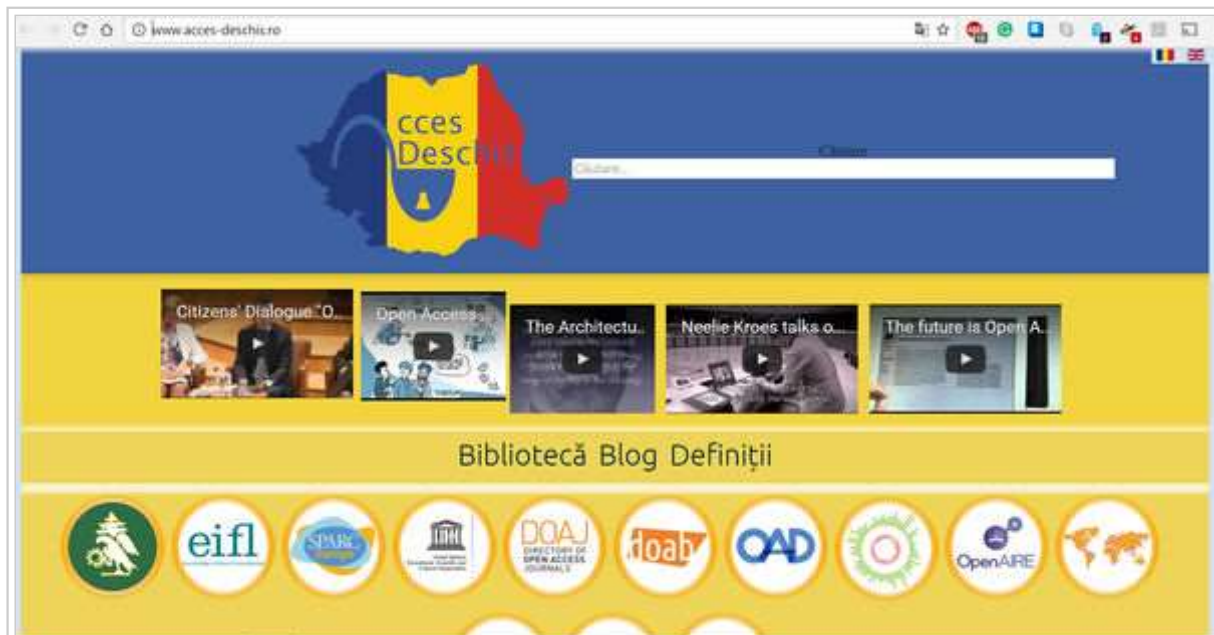 www.acces-deschis.ro
cces
Deschis
Căutare...
Citizens' Dialogue "O...
Open Access
The Architectu...
Neelie Kroes talks o...
The future is Open A...
Bibliotecă Blog Definiții
eifl
SPARC
DOAJ
DIRECTORY OF
OPEN ACCESS
JOURNALS
doab
OAD
OpenAIRE